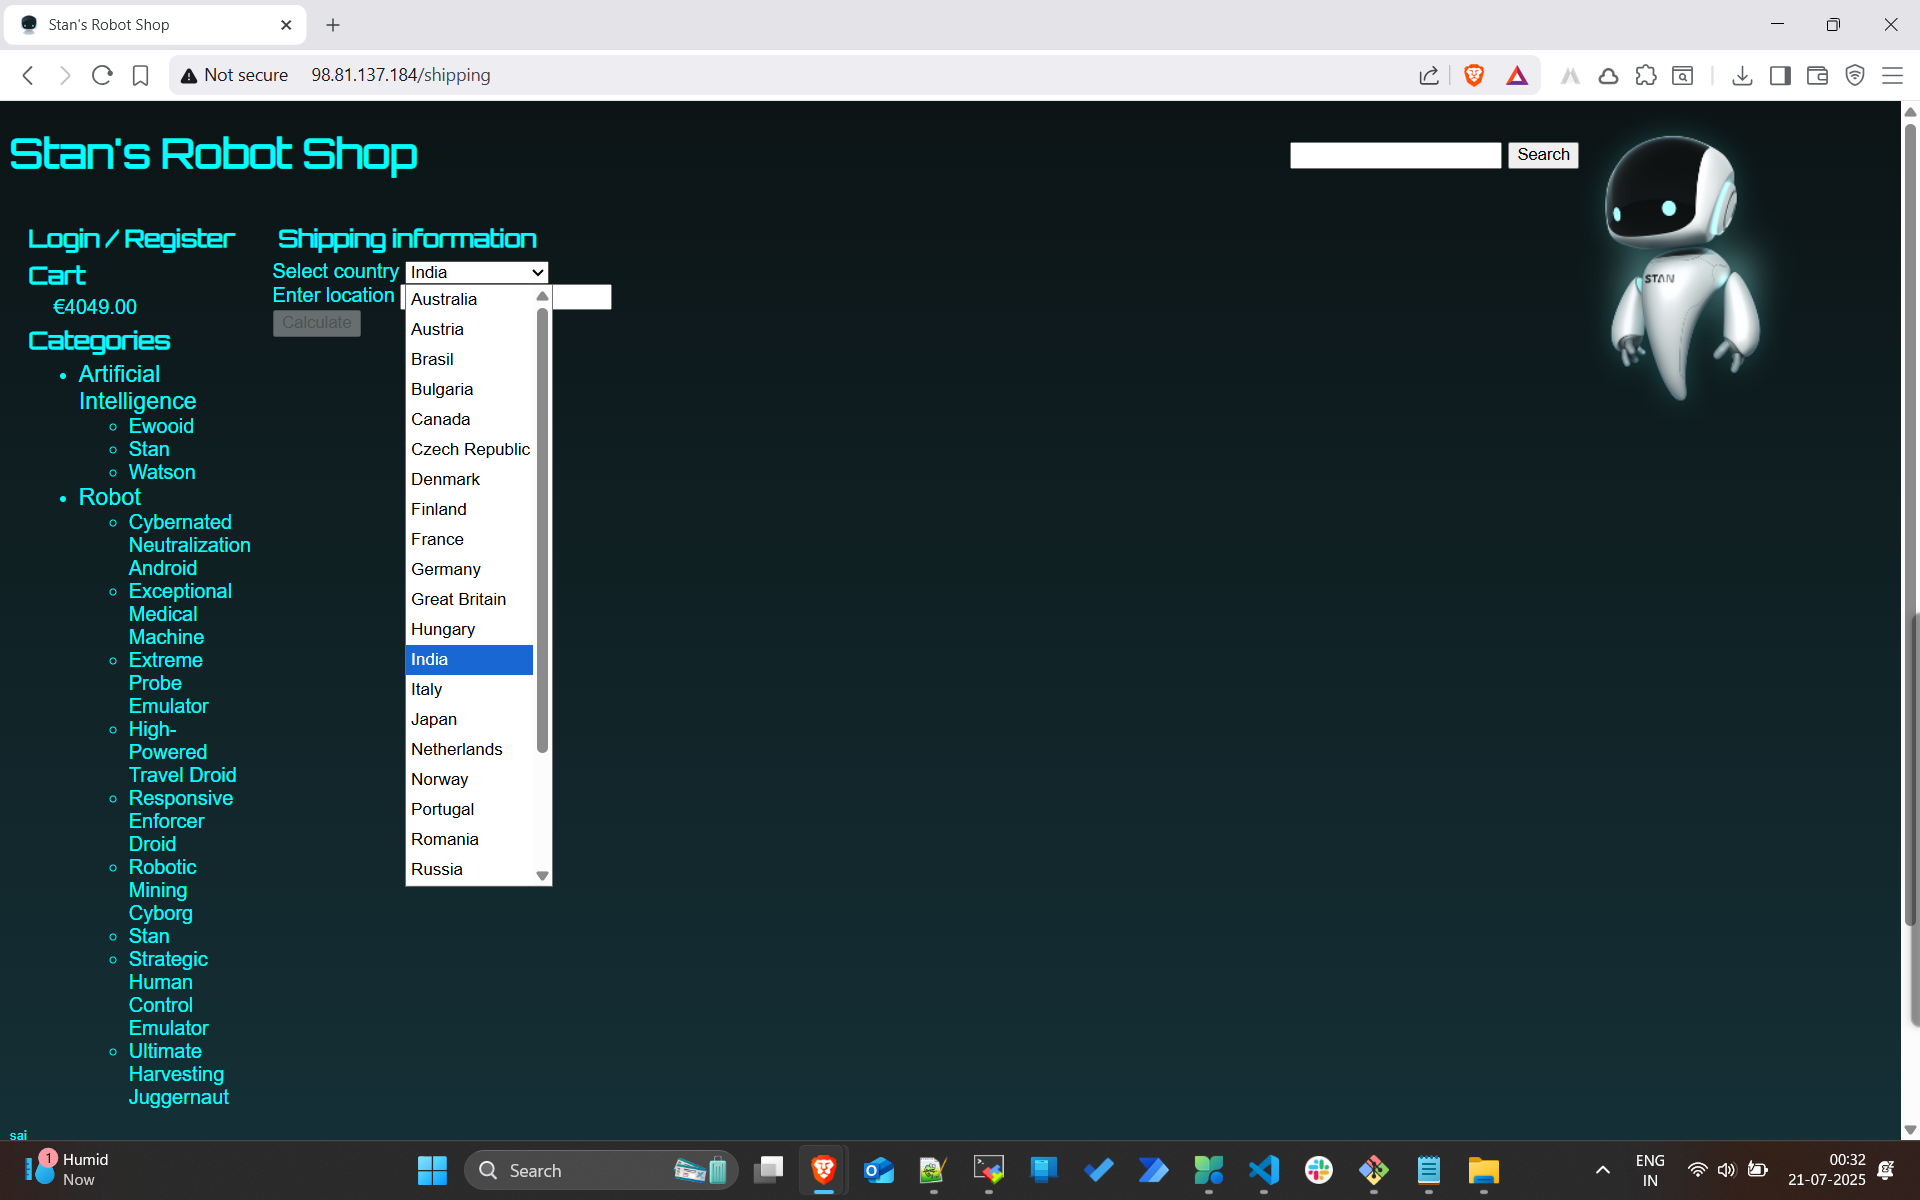 Stan's Robot Shop
Not secure 98.81.137.184/shipping
Stan's Robot Shop
Search
STAN
Login / Register
Cart
€4049.00
Categories
Artificial
Intelligence
Ewooid
Stan
Watson
Robot
Cybernated
Neutralization
Android
Exceptional
Medical
Machine
Extreme
Probe
Emulator
High-
Powered
Travel Droid
Responsive
Enforcer
Droid
Robotic
Mining
Cyborg
Stan
Strategic
Human
Control
Emulator
Ultimate
Harvesting
Juggernaut
Shipping information
Select country India
Enter location
Calculate
Australia
Austria
Brasil
Bulgaria
Canada
Czech Republic
Denmark
Finland
France
Germany
Great Britain
Hungary
India
Italy
Japan
Netherlands
Norway
Portugal
Romania
Russia
sai
1
Humid
Now
Search
ENG
IN
00:32
21-07-2025